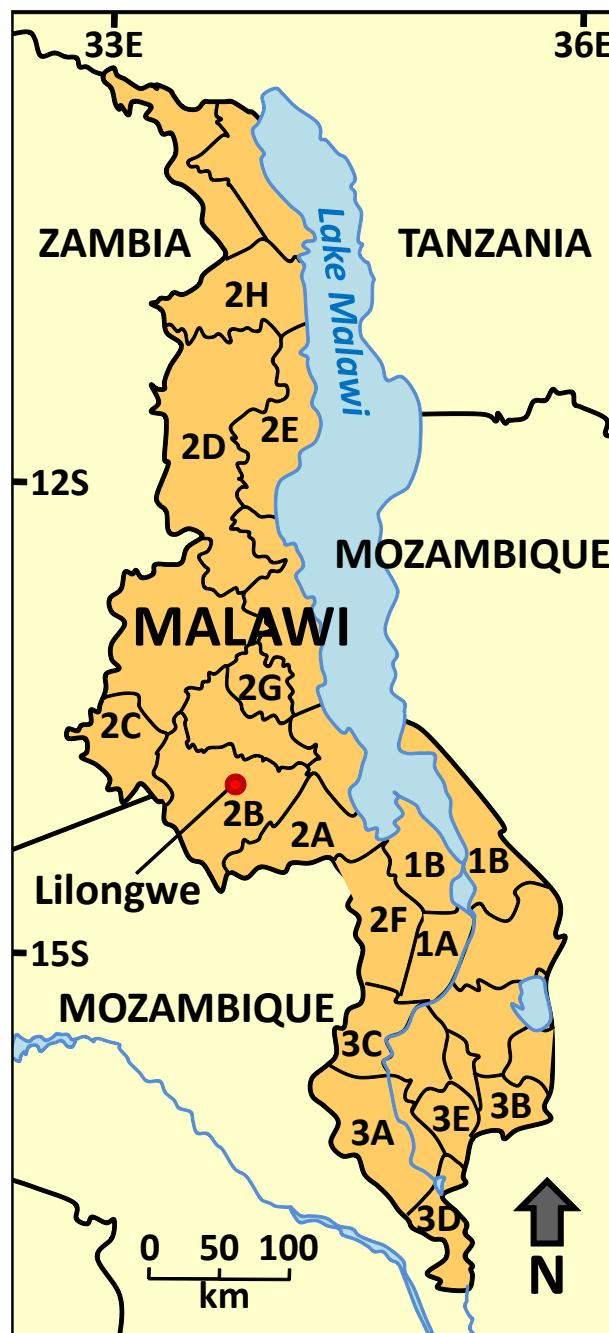 33E
36E
ZAMBIA
TANZANIA
Lake Malawi
2H
2E
2D
12S
MOZAMBIQUE
MALAWI
2G
2C
2B
2A
1B
1B
Lilongwe
2F
1A
15S
MOZAMBIQUE
3C
3B
3E
3A
3D
0 50 100
km
N